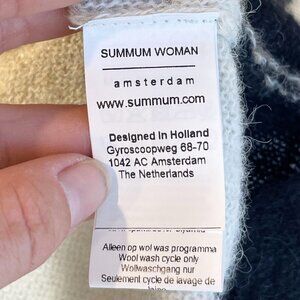 SUMMUM WOMAN
amsterdam
www.summum.com
Designed in Holland
Gyroscoopweg 68-70
1042 AC Amsterdam
The Netherlands
Alleen op wol was programma
Wool wash cycle only
Wollwaschgang nur
Seulement cycle de lavage de